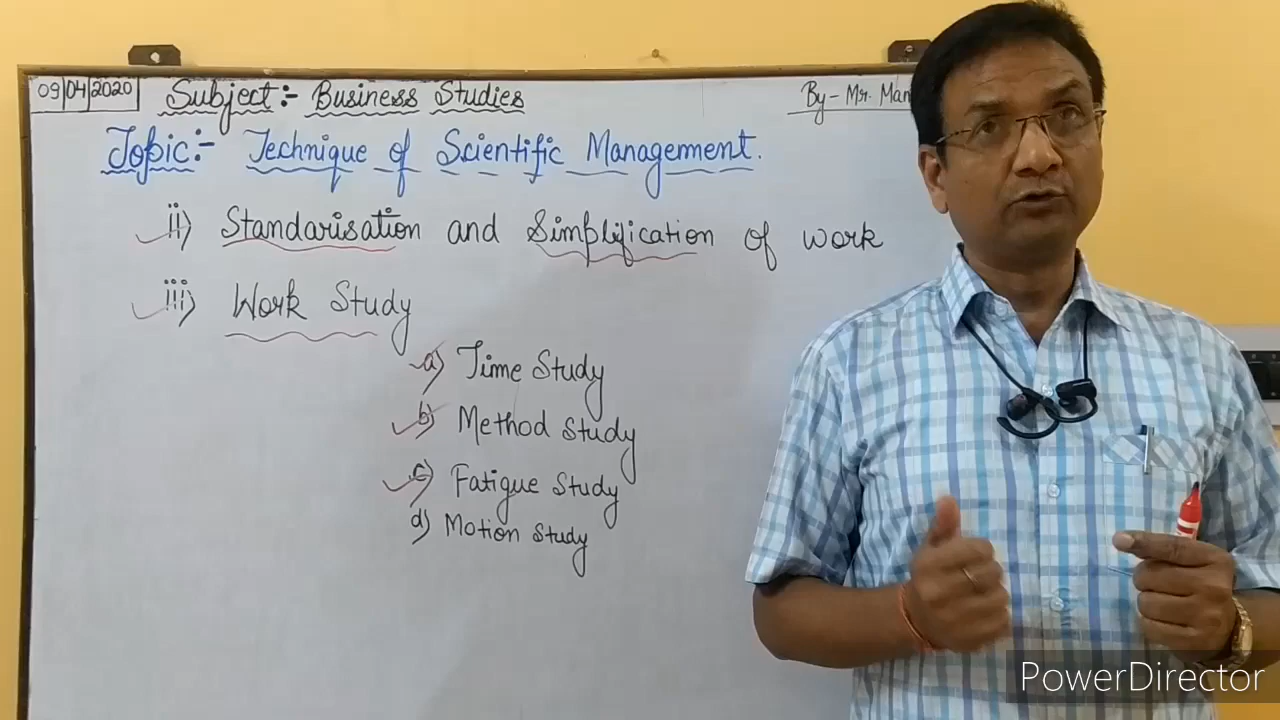 09/04/2020 Subject:- Business Studies By - Mr.
Topic:- Technique of Scientific Management.
ii) Standarisation and Simplification of work
iii) Work Study
a) Time Study
b) Method Study
c) Fatigue Study
d) Motion Study
PowerDirector